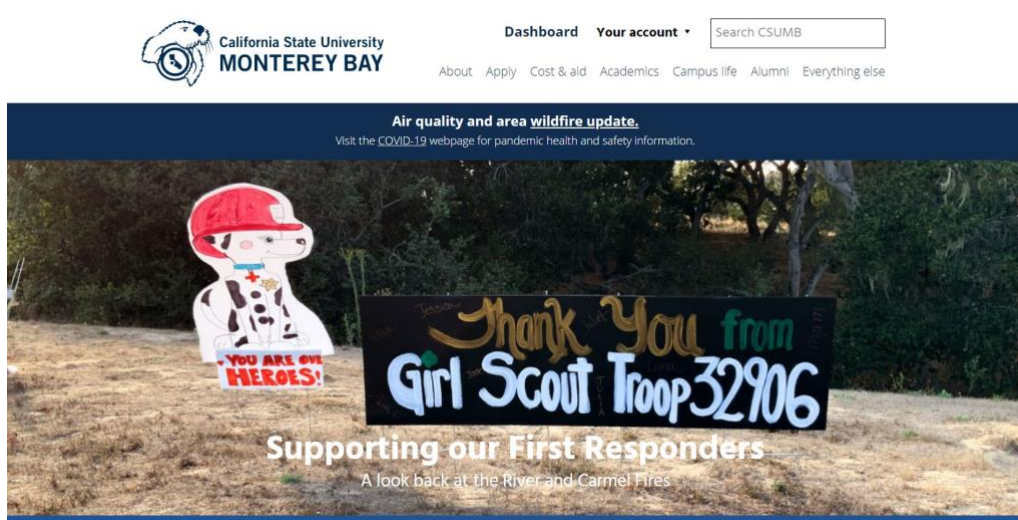 California State University
MONTEREY BAY
Dashboard Your account
Search CSUMB
About Apply Cost & aid Academics Campus life Alumni Everything else
Air quality and area wildfire update.
Visit the COVID-19 webpage for pandemic health and safety information.
YOU ARE OUR
HEROES!
Thank You from
Girl Scout Troop 32906
Supporting our First Responders
A look back at the River and Carmel Fires